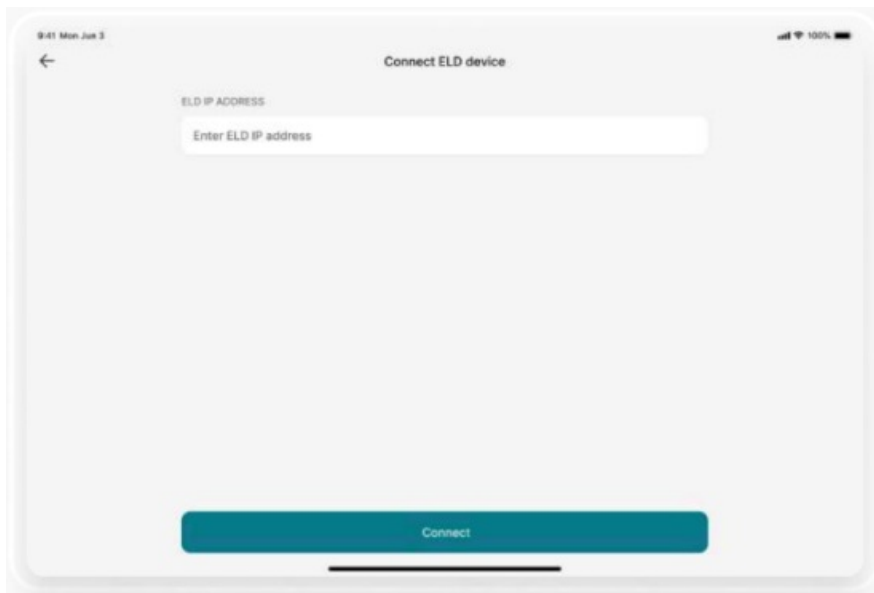 9:41 Mon Jun 3
100%
Connect ELD device
ELD IP ADDRESS
Enter ELD IP address
Connect